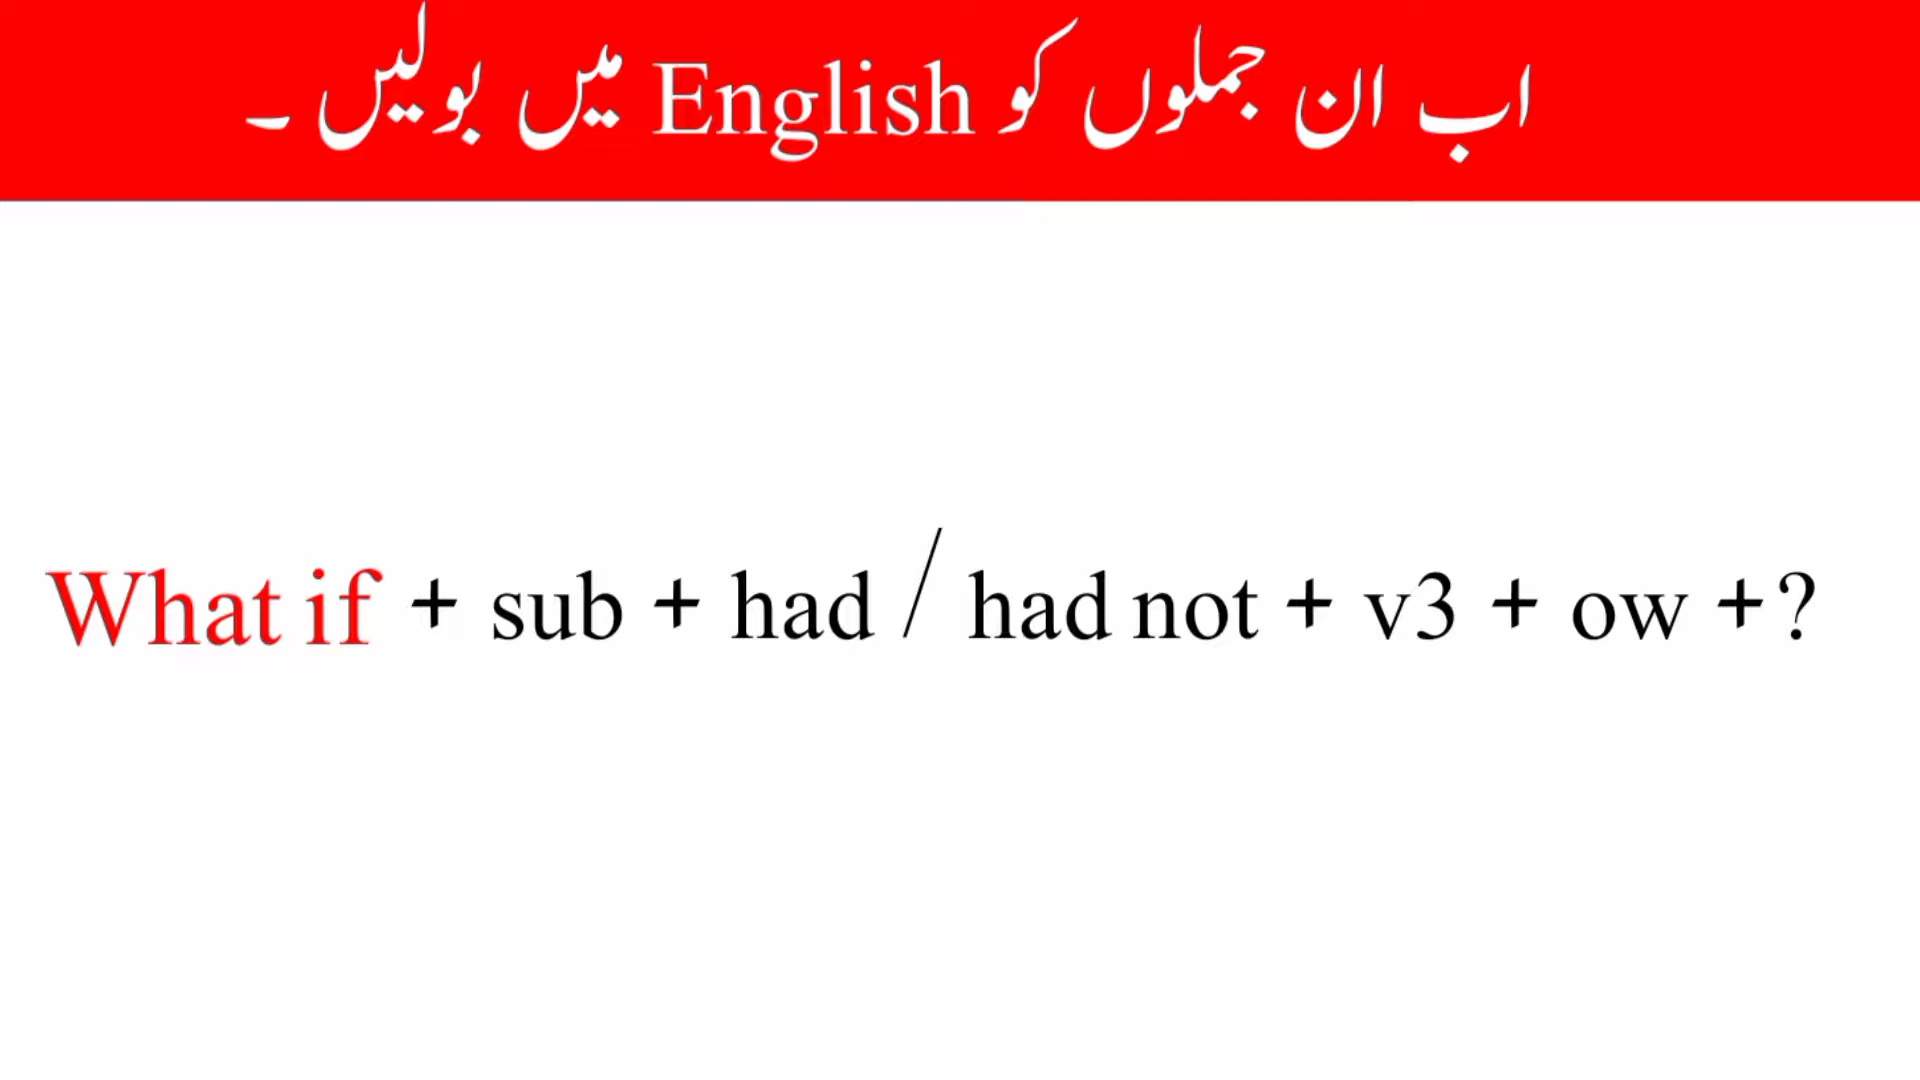 اب ان جملوں کو English میں بولیں ۔
What if + sub + had / had not + v3 + ow +?